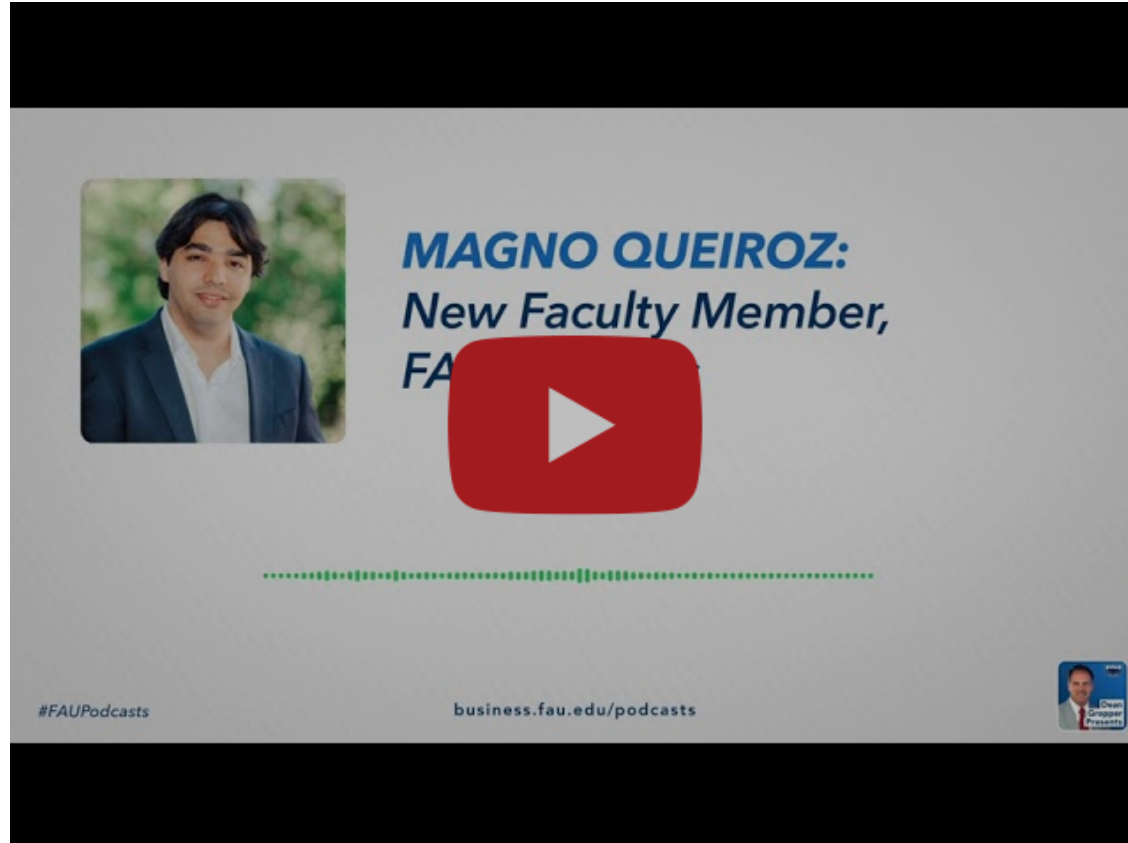 MAGNO QUEIROZ:
New Faculty Member,
#FAUPodcasts
business.fau.edu/podcasts
Dean
Gropper
Presents